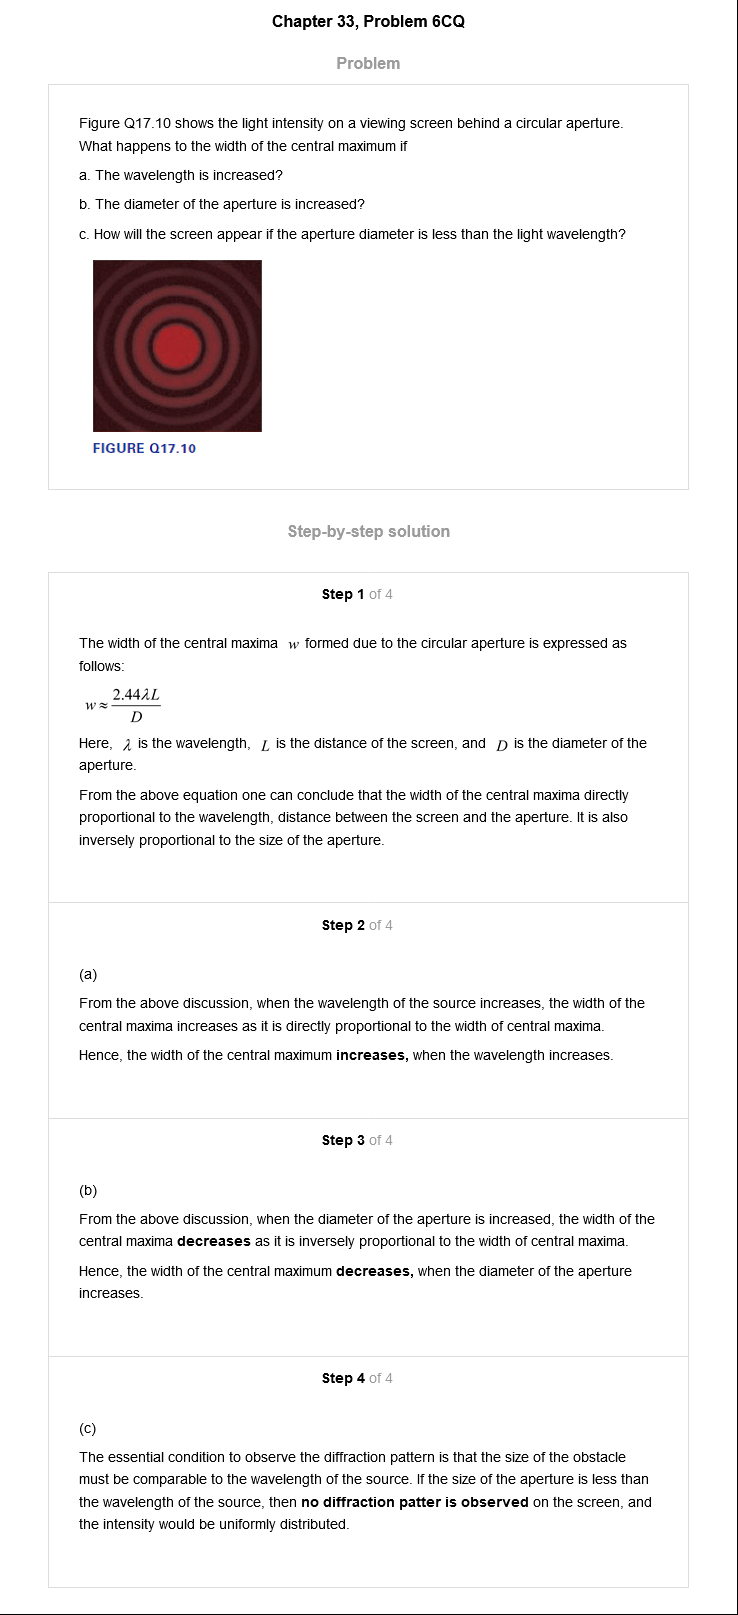 Chapter 33, Problem 6CQ
Problem
Figure Q17.10 shows the light intensity on a viewing screen behind a circular aperture.
What happens to the width of the central maximum if
a. The wavelength is increased?
b. The diameter of the aperture is increased?
c. How will the screen appear if the aperture diameter is less than the light wavelength?
FIGURE Q17.10
Step-by-step solution
Step 1 of 4
The width of the central maxima w formed due to the circular aperture is expressed as
follows:
w ≈ 2.44λL / D
Here, λ is the wavelength, L is the distance of the screen, and D is the diameter of the
aperture.
From the above equation one can conclude that the width of the central maxima directly
proportional to the wavelength, distance between the screen and the aperture. It is also
inversely proportional to the size of the aperture.
Step 2 of 4
(a)
From the above discussion, when the wavelength of the source increases, the width of the
central maxima increases as it is directly proportional to the width of central maxima.
Hence, the width of the central maximum increases, when the wavelength increases.
Step 3 of 4
(b)
From the above discussion, when the diameter of the aperture is increased, the width of the
central maxima decreases as it is inversely proportional to the width of central maxima.
Hence, the width of the central maximum decreases, when the diameter of the aperture
increases.
Step 4 of 4
(c)
The essential condition to observe the diffraction pattern is that the size of the obstacle
must be comparable to the wavelength of the source. If the size of the aperture is less than
the wavelength of the source, then no diffraction patter is observed on the screen, and
the intensity would be uniformly distributed.